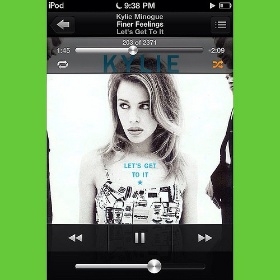 iPod 9:38 PM
Kylie Minogue
Finer Feelings
Let's Get To It
203 of 2371
-1:45 -2:09
KYLIE
LET'S GET
TO IT